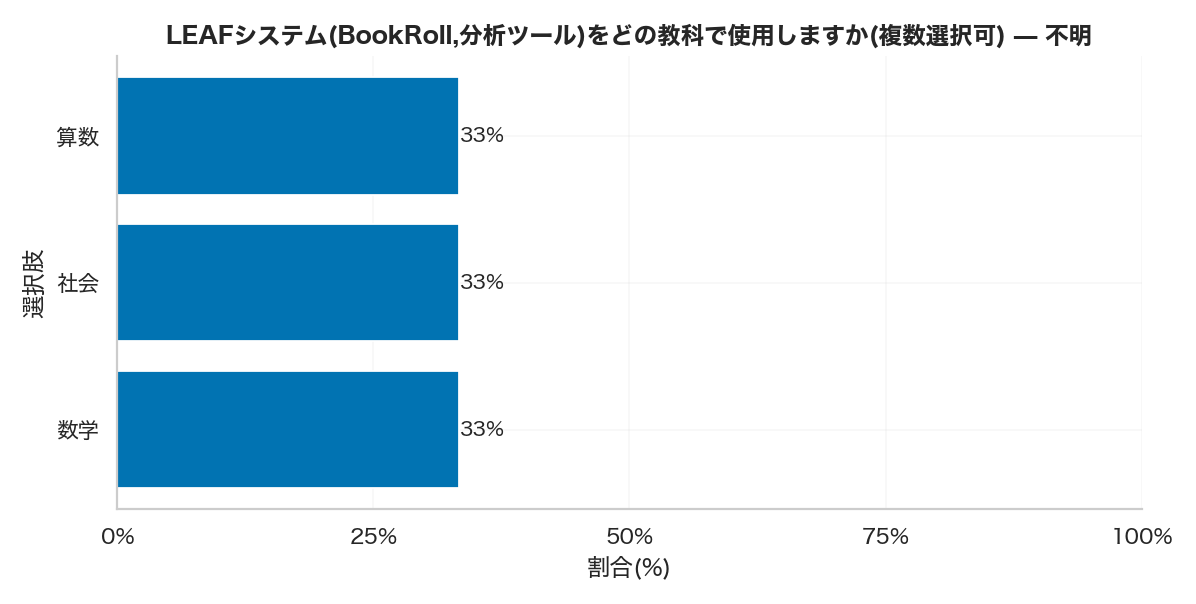 LEAFシステム(BookRoll,分析ツール)をどの教科で使用しますか(複数選択可) — 不明
選択肢
算数
33%
社会
33%
数学
33%
0%
25%
50%
75%
100%
割合(%)